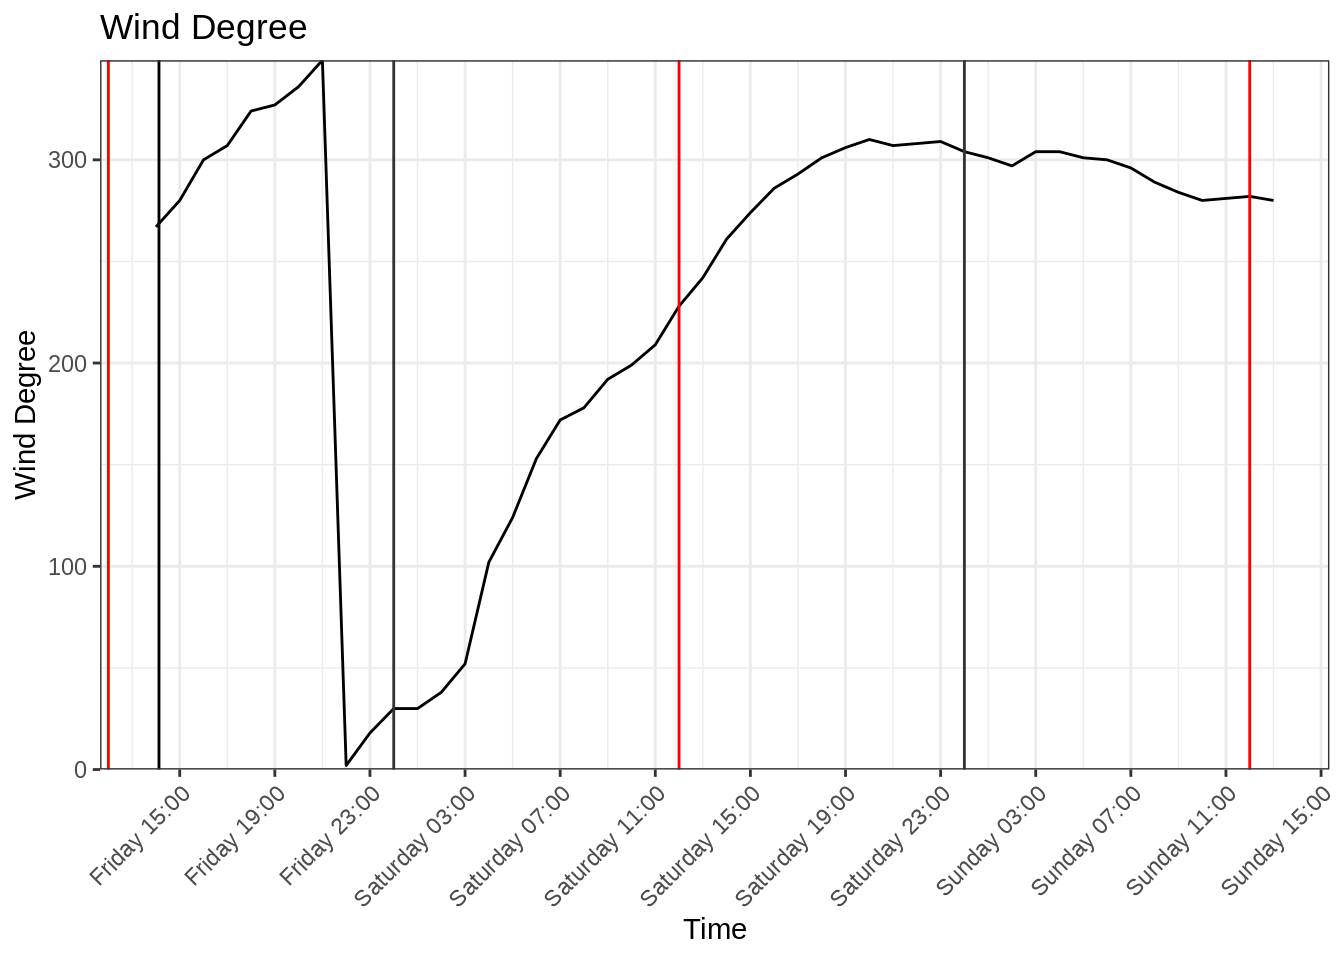 Wind Degree
Wind Degree
300
200
100
0
Friday 15:00
Friday 19:00
Friday 23:00
Saturday 03:00
Saturday 07:00
Saturday 11:00
Saturday 15:00
Saturday 19:00
Saturday 23:00
Sunday 03:00
Sunday 07:00
Sunday 11:00
Sunday 15:00
Time